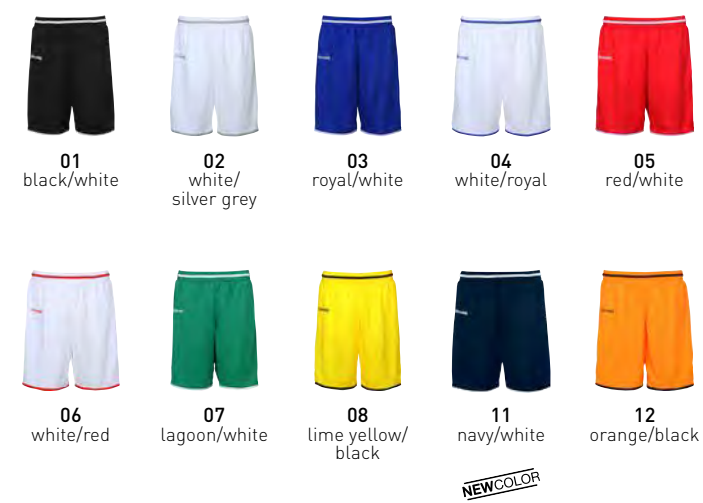 01
black/white
02
white/
silver grey
03
royal/white
04
white/royal
05
red/white
06
white/red
07
lagoon/white
08
lime yellow/
black
11
navy/white
12
orange/black
NEWCOLOR